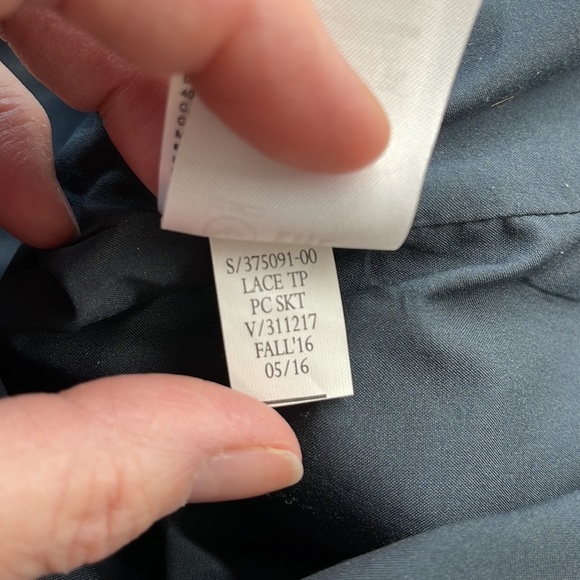 S/375091-00
LACE TP
PC SKT
V/311217
FALL'16
05/16